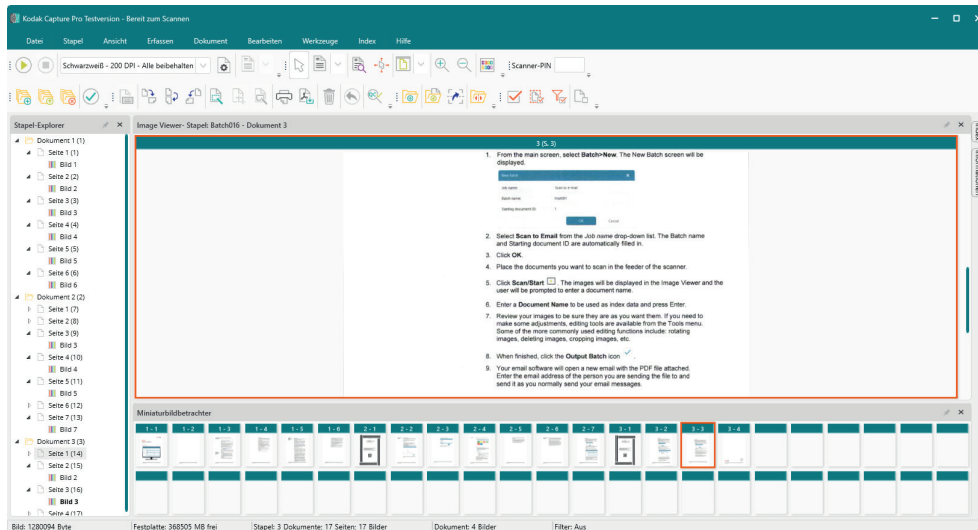 Kodak Capture Pro Testversion - Bereit zum Scannen
Datei Stapel Ansicht Erfassen Dokument Bearbeiten Werkzeuge Index Hilfe
Schwarzweiß - 200 DPI - Alle beibehalten Scanner-PIN
Stapel-Explorer
Dokument 1 (1)
Seite 1 (1)
Bild 1
Seite 2 (2)
Bild 2
Seite 3 (3)
Bild 3
Seite 4 (4)
Bild 4
Seite 5 (5)
Bild 5
Seite 6 (6)
Bild 6
Dokument 2 (2)
Seite 1 (7)
Seite 2 (8)
Seite 3 (9)
Bild 3
Seite 4 (10)
Seite 5 (11)
Bild 5
Seite 6 (12)
Seite 7 (13)
Bild 7
Dokument 3 (3)
Seite 1 (14)
Seite 2 (15)
Bild 2
Seite 3 (16)
Bild 3
Seite 4 (17)
Image Viewer- Stapel: Batch016 - Dokument 3
3 (S. 3)
1. From the main screen, select Batch>New. The New Batch screen will be
displayed.
New Batch
Job name: Scan to e-mail
Batch name:
Starting document ID: 1
OK Cancel
2. Select Scan to Email from the Job name drop-down list. The Batch name
and Starting document ID are automatically filled in.
3. Click OK.
4. Place the documents you want to scan in the feeder of the scanner.
5. Click Scan/Start . The images will be displayed in the Image Viewer and the
user will be prompted to enter a document name.
6. Enter a Document Name to be used as index data and press Enter.
7. Review your images to be sure they are as you want them. If you need to
make some adjustments, editing tools are available from the Tools menu.
Some of the more commonly used editing functions include: rotating
images, deleting images, cropping images, etc.
8. When finished, click the Output Batch icon .
9. Your email software will open a new email with the PDF file attached.
Enter the email address of the person you are sending the file to and
send it as you normally send your email messages.
Miniaturbildbetrachter
1 - 1 1 - 2 1 - 3 1 - 4 1 - 5 1 - 6 2 - 1 2 - 2 2 - 3 2 - 4 2 - 5 2 - 6 2 - 7 3 - 1 3 - 2 3 - 3 3 - 4
Bild: 1280094 Byte Festplatte: 368505 MB frei Stapel: 3 Dokumente: 17 Seiten: 17 Bilder Dokument: 4 Bilder Filter: Aus